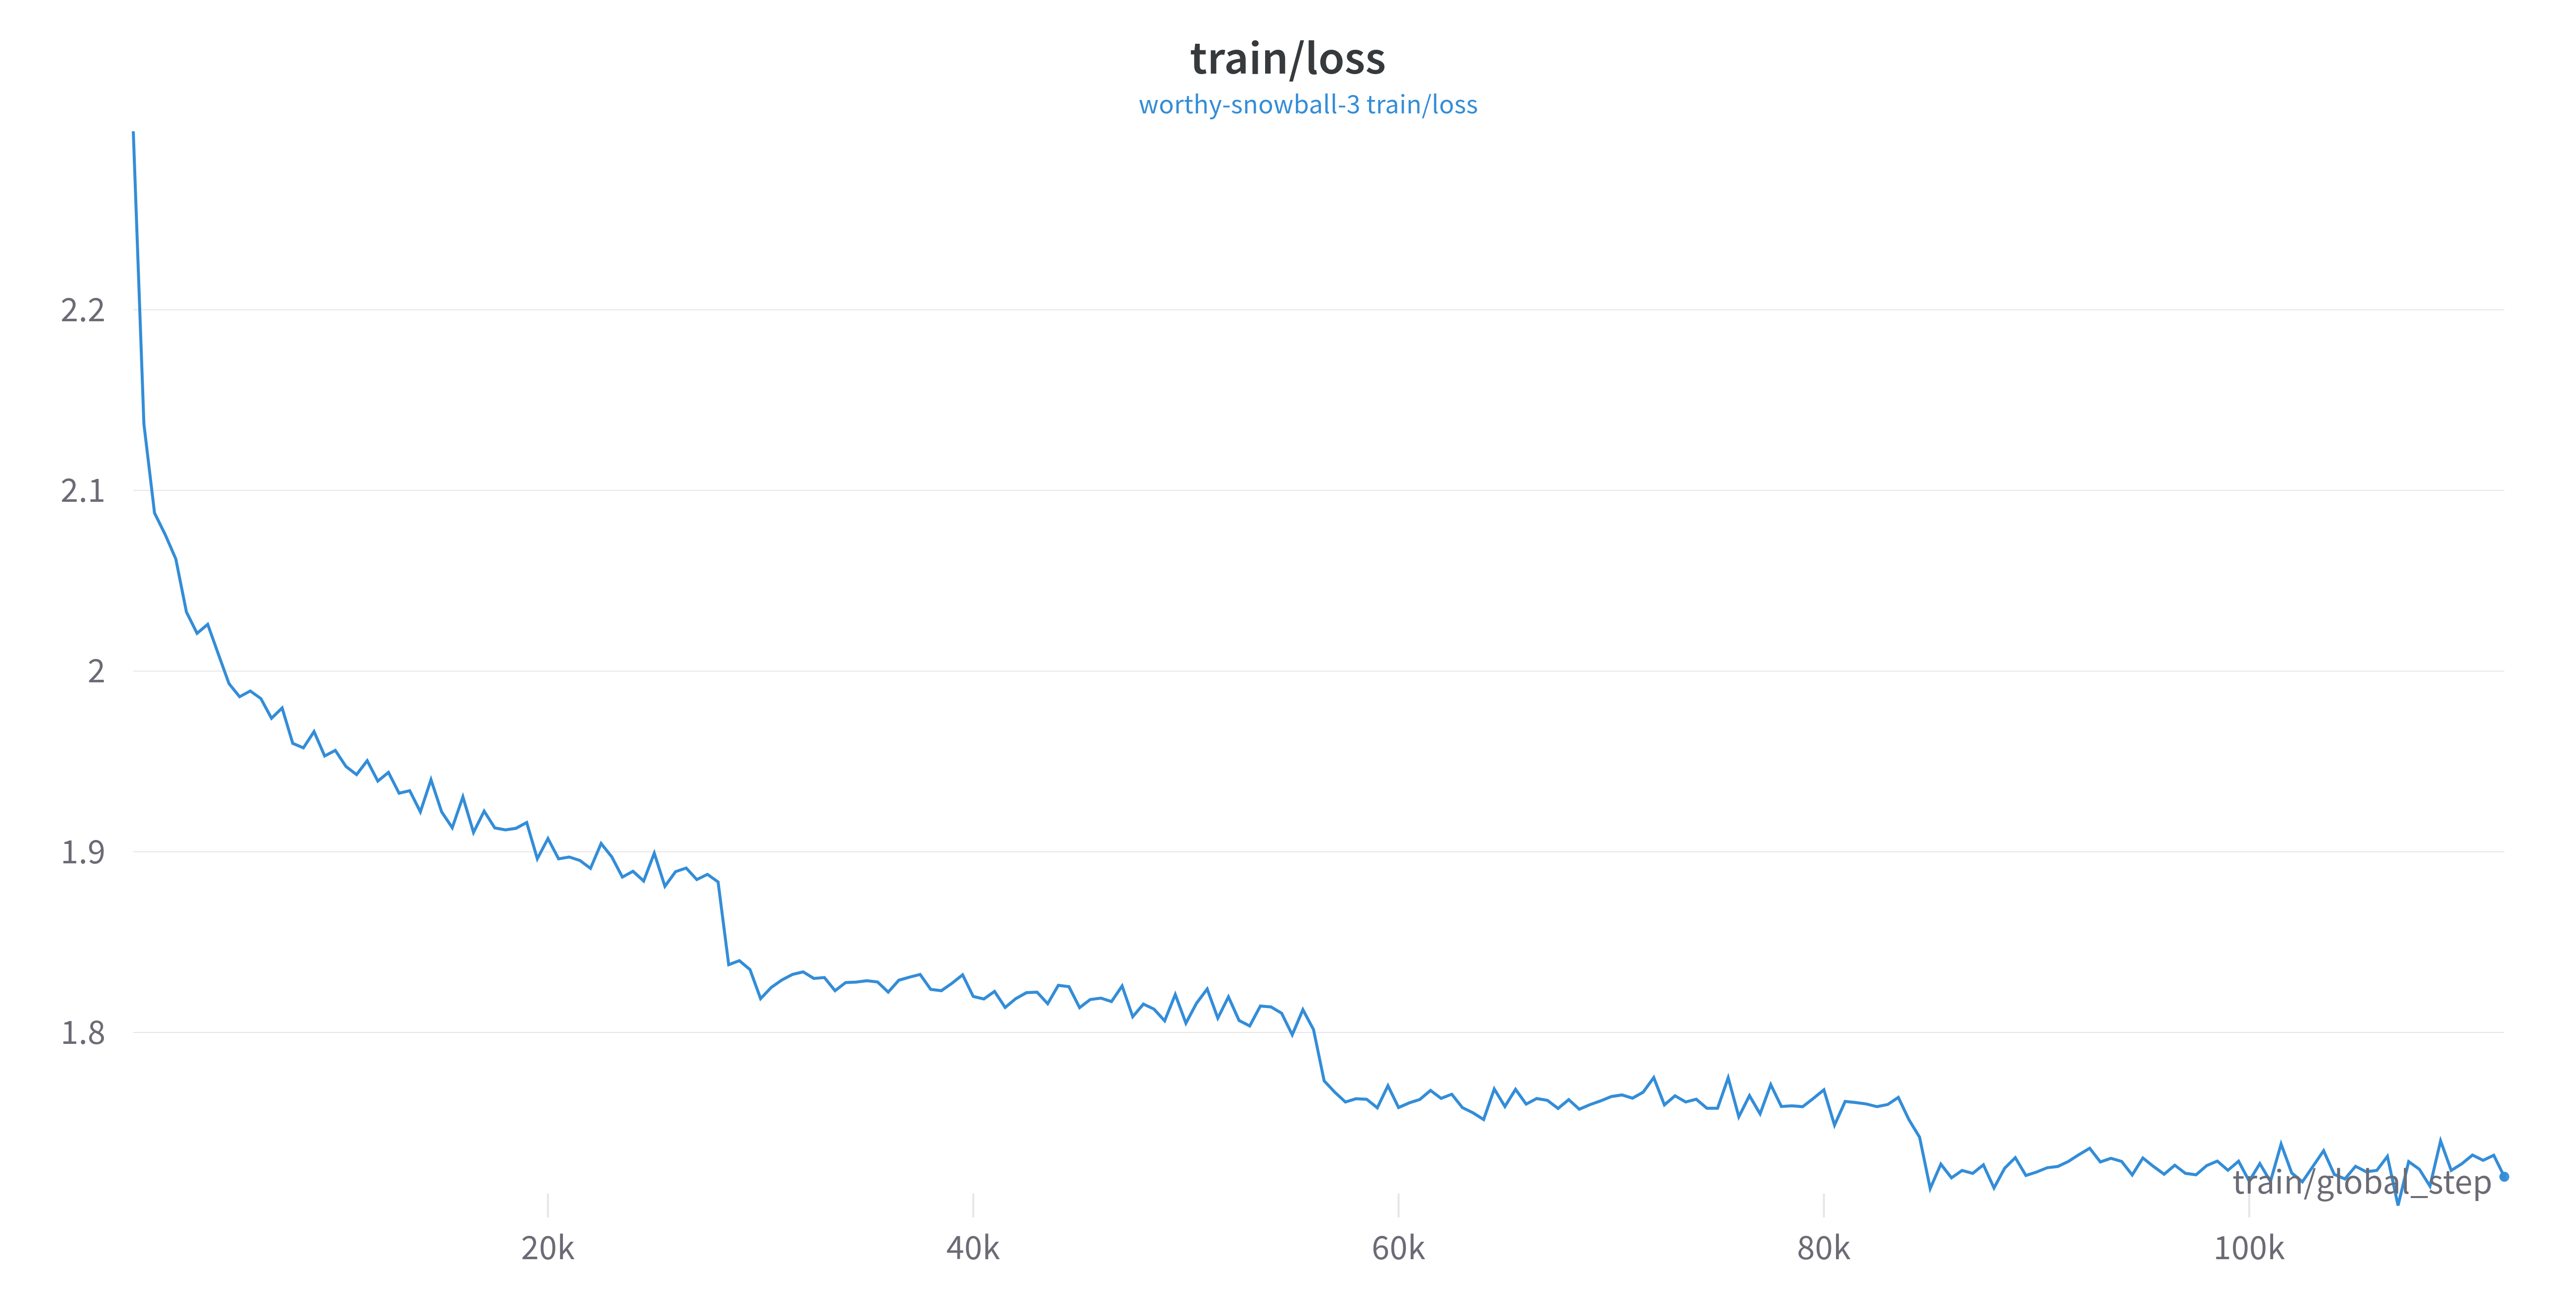 train/loss
worthy-snowball-3 train/loss
2.2
2.1
2
1.9
1.8
train/global_step
20k
40k
60k
80k
100k